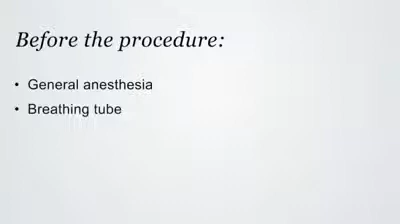 Before the procedure:
• General anesthesia
• Breathing tube